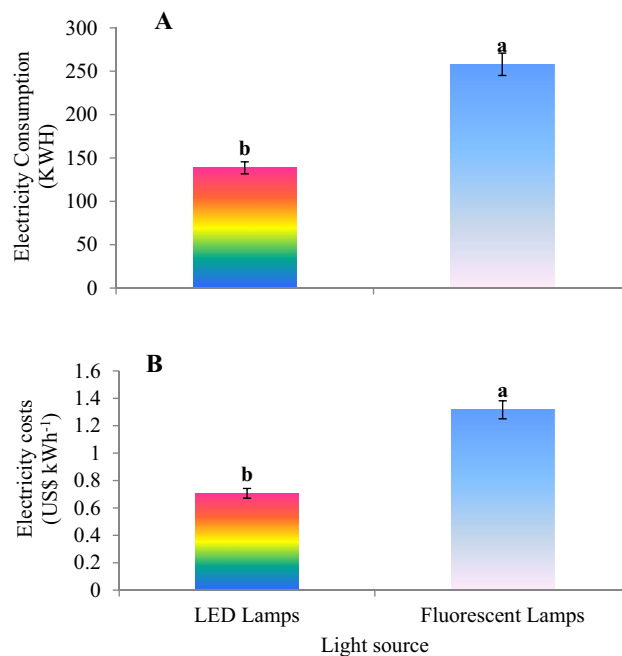 A
Electricity Consumption
(KWH)
300
250
200
150
100
50
0
b
a
B
Electricity costs
(US$ kWh⁻¹)
1.6
1.4
1.2
1
0.8
0.6
0.4
0.2
0
b
a
LED Lamps
Fluorescent Lamps
Light source